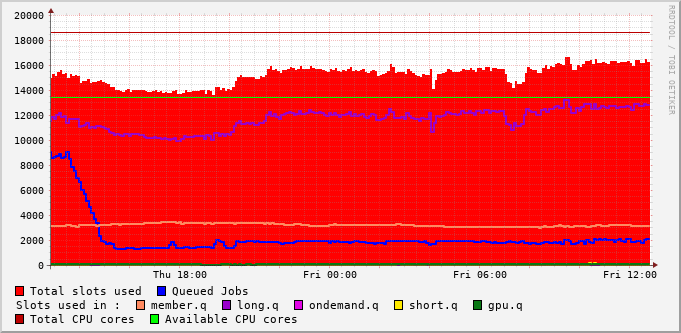 20000
18000
16000
14000
12000
10000
8000
6000
4000
2000
0
Thu 18:00 Fri 00:00 Fri 06:00 Fri 12:00
RRDTOOL / TOBI OETIKER
Total slots used Queued Jobs
Slots used in : member.q long.q ondemand.q short.q gpu.q
Total CPU cores Available CPU cores